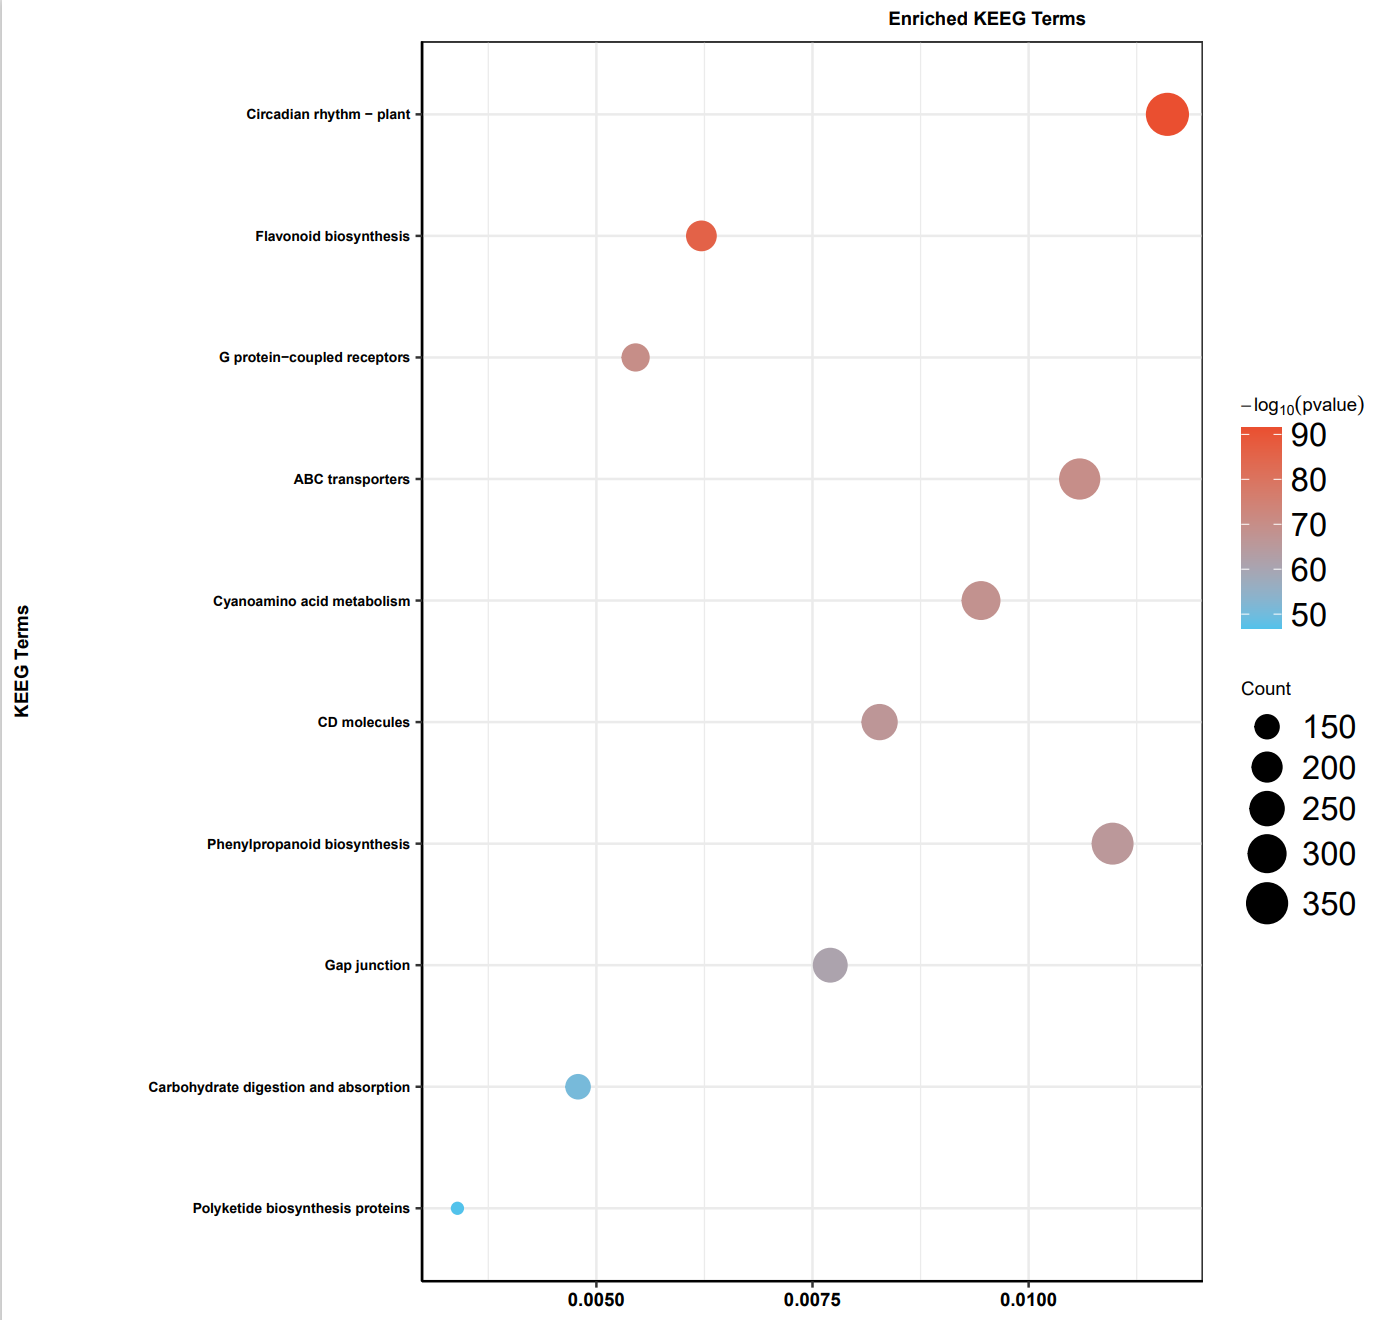 Enriched KEEG Terms
Circadian rhythm − plant
Flavonoid biosynthesis
G protein−coupled receptors
ABC transporters
Cyanoamino acid metabolism
CD molecules
Phenylpropanoid biosynthesis
Gap junction
Carbohydrate digestion and absorption
Polyketide biosynthesis proteins
KEEG Terms
0.0050 0.0075 0.0100
−log10(pvalue)
90
80
70
60
50
Count
150
200
250
300
350